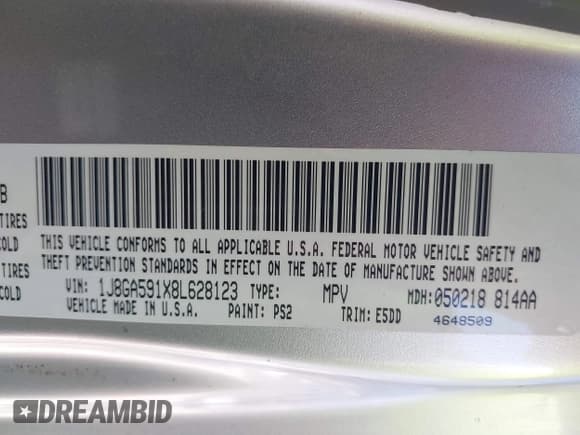 B
TIRES
COLD
TIRES
COLD
THIS VEHICLE CONFORMS TO ALL APPLICABLE U.S.A. FEDERAL MOTOR VEHICLE SAFETY AND
THEFT PREVENTION STANDARDS IN EFFECT ON THE DATE OF MANUFACTURE SHOWN ABOVE.
VIN: 1J8GA591X8L628123 TYPE: MPV MDH:050218 814AA
VEHICLE MADE IN U.S.A. PAINT: PS2 TRIM: E5DD 4648509
DREAMBID